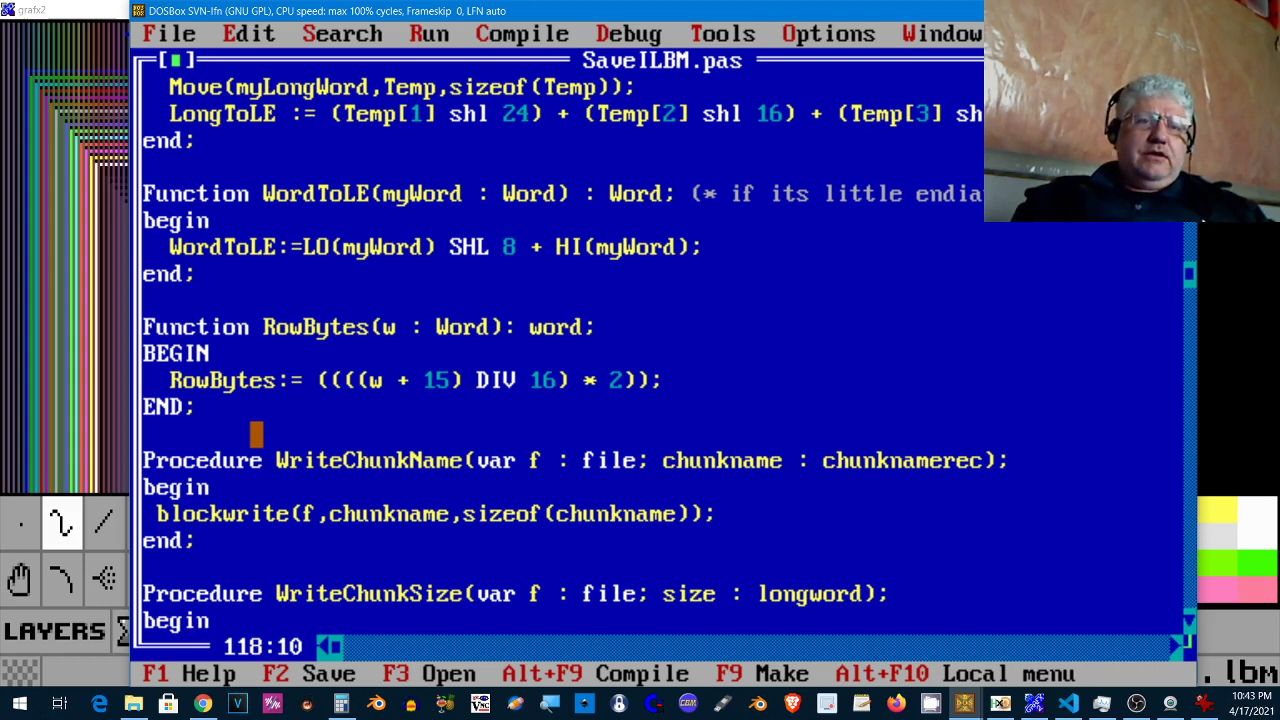 grafx2
DOSBox SVN-lfn (GNU GPL), CPU speed: max 100% cycles, Frameskip 0, LFN auto
File Edit Search Run Compile Debug Tools Options Window
[■] SaveILBM.pas
Move(myLongWord,Temp,sizeof(Temp));
LongToLE := (Temp[1] shl 24) + (Temp[2] shl 16) + (Temp[3] sh
end;
Function WordToLE(myWord : Word) : Word; (* if its little endia
begin
WordToLE:=LO(myWord) SHL 8 + HI(myWord);
end;
Function RowBytes(w : Word): word;
BEGIN
RowBytes:= ((((w + 15) DIV 16) * 2));
END;
Procedure WriteChunkName(var f : file; chunkname : chunknamerec);
begin
blockwrite(f,chunkname,sizeof(chunkname));
end;
Procedure WriteChunkSize(var f : file; size : longword);
begin
118:10
LAYERS
.lbm
F1 Help F2 Save F3 Open Alt+F9 Compile F9 Make Alt+F10 Local menu
10:43 PM
4/17/2021